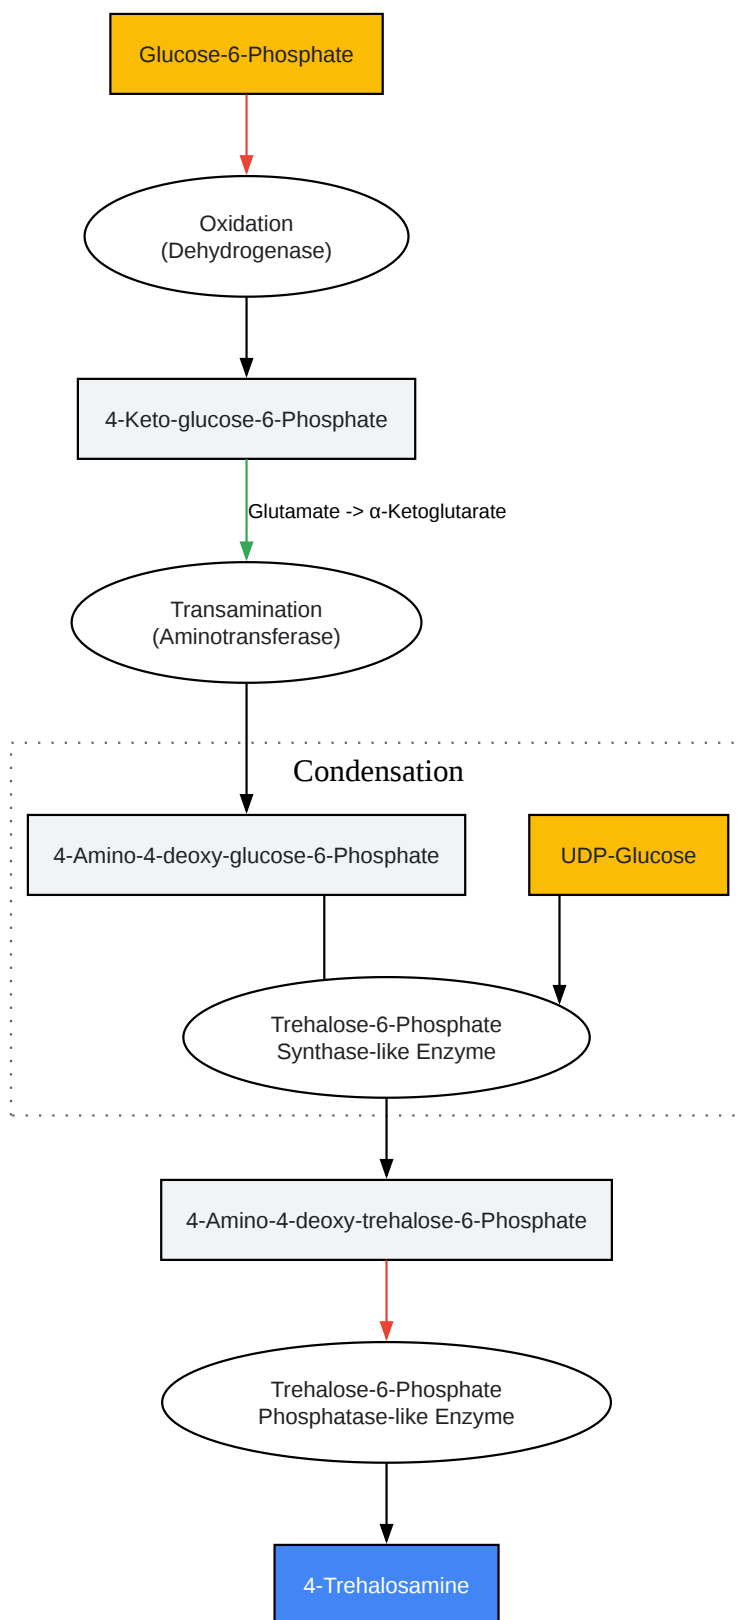 Glucose-6-Phosphate
Oxidation
(Dehydrogenase)
4-Keto-glucose-6-Phosphate
Glutamate -> α-Ketoglutarate
Transamination
(Aminotransferase)
Condensation
4-Amino-4-deoxy-glucose-6-Phosphate
UDP-Glucose
Trehalose-6-Phosphate
Synthase-like Enzyme
4-Amino-4-deoxy-trehalose-6-Phosphate
Trehalose-6-Phosphate
Phosphatase-like Enzyme
4-Trehalosamine